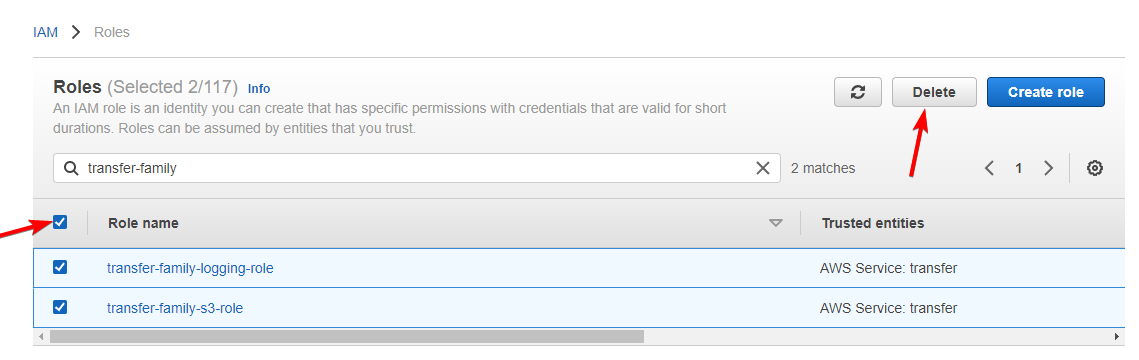 IAM > Roles
Roles (Selected 2/117) Info
An IAM role is an identity you can create that has specific permissions with credentials that are valid for short
durations. Roles can be assumed by entities that you trust.
Delete
Create role
transfer-family
2 matches
1
Role name
Trusted entities
transfer-family-logging-role
AWS Service: transfer
transfer-family-s3-role
AWS Service: transfer